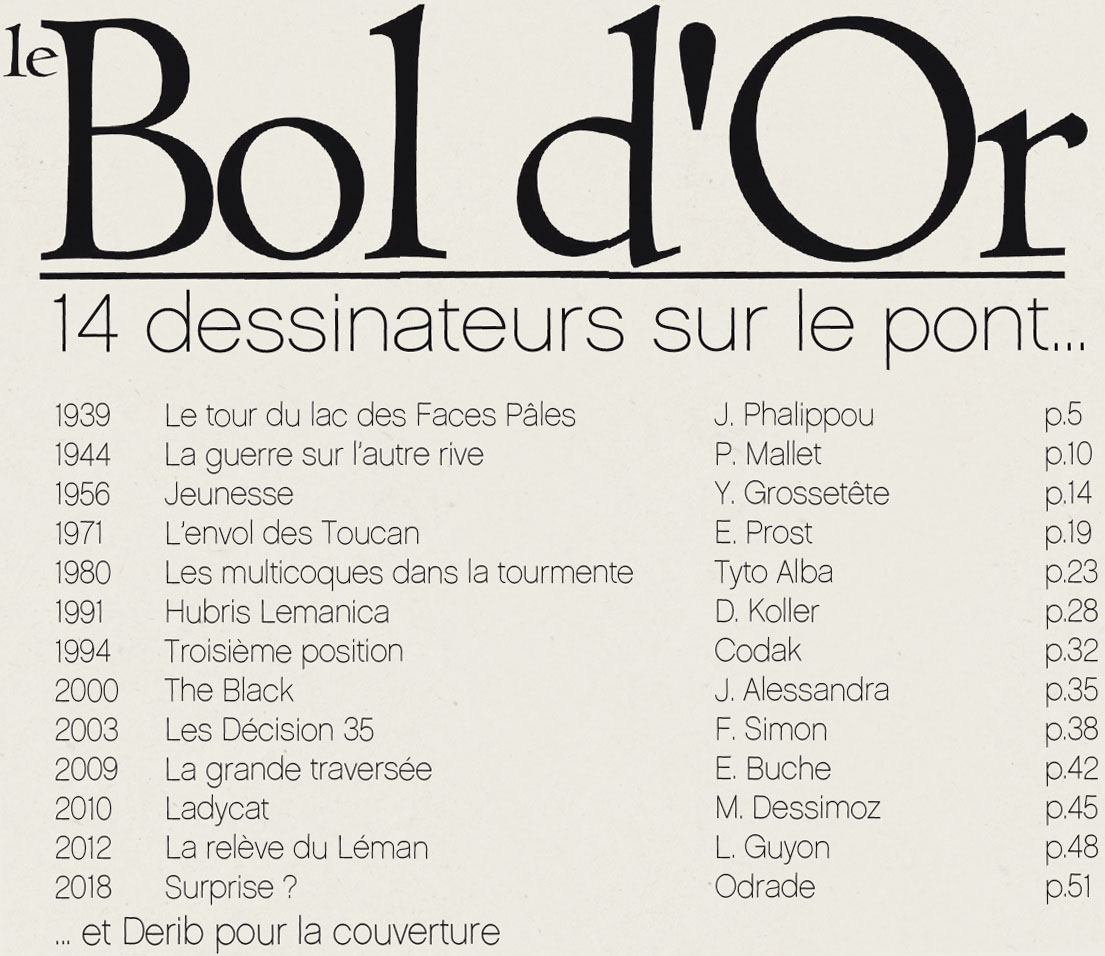 le Bol d'Or
14 dessinateurs sur le pont...
1939 Le tour du lac des Faces Pâles J. Phalippou p.5
1944 La guerre sur l'autre rive P. Mallet p.10
1956 Jeunesse Y. Grossetête p.14
1971 L'envol des Toucan E. Prost p.19
1980 Les multicoques dans la tourmente Tyto Alba p.23
1991 Hubris Lemanica D. Koller p.28
1994 Troisième position Codak p.32
2000 The Black J. Alessandra p.35
2003 Les Décision 35 F. Simon p.38
2009 La grande traversée E. Buche p.42
2010 Ladycat M. Dessimoz p.45
2012 La relève du Léman L. Guyon p.48
2018 Surprise ? Odrade p.51
... et Derib pour la couverture